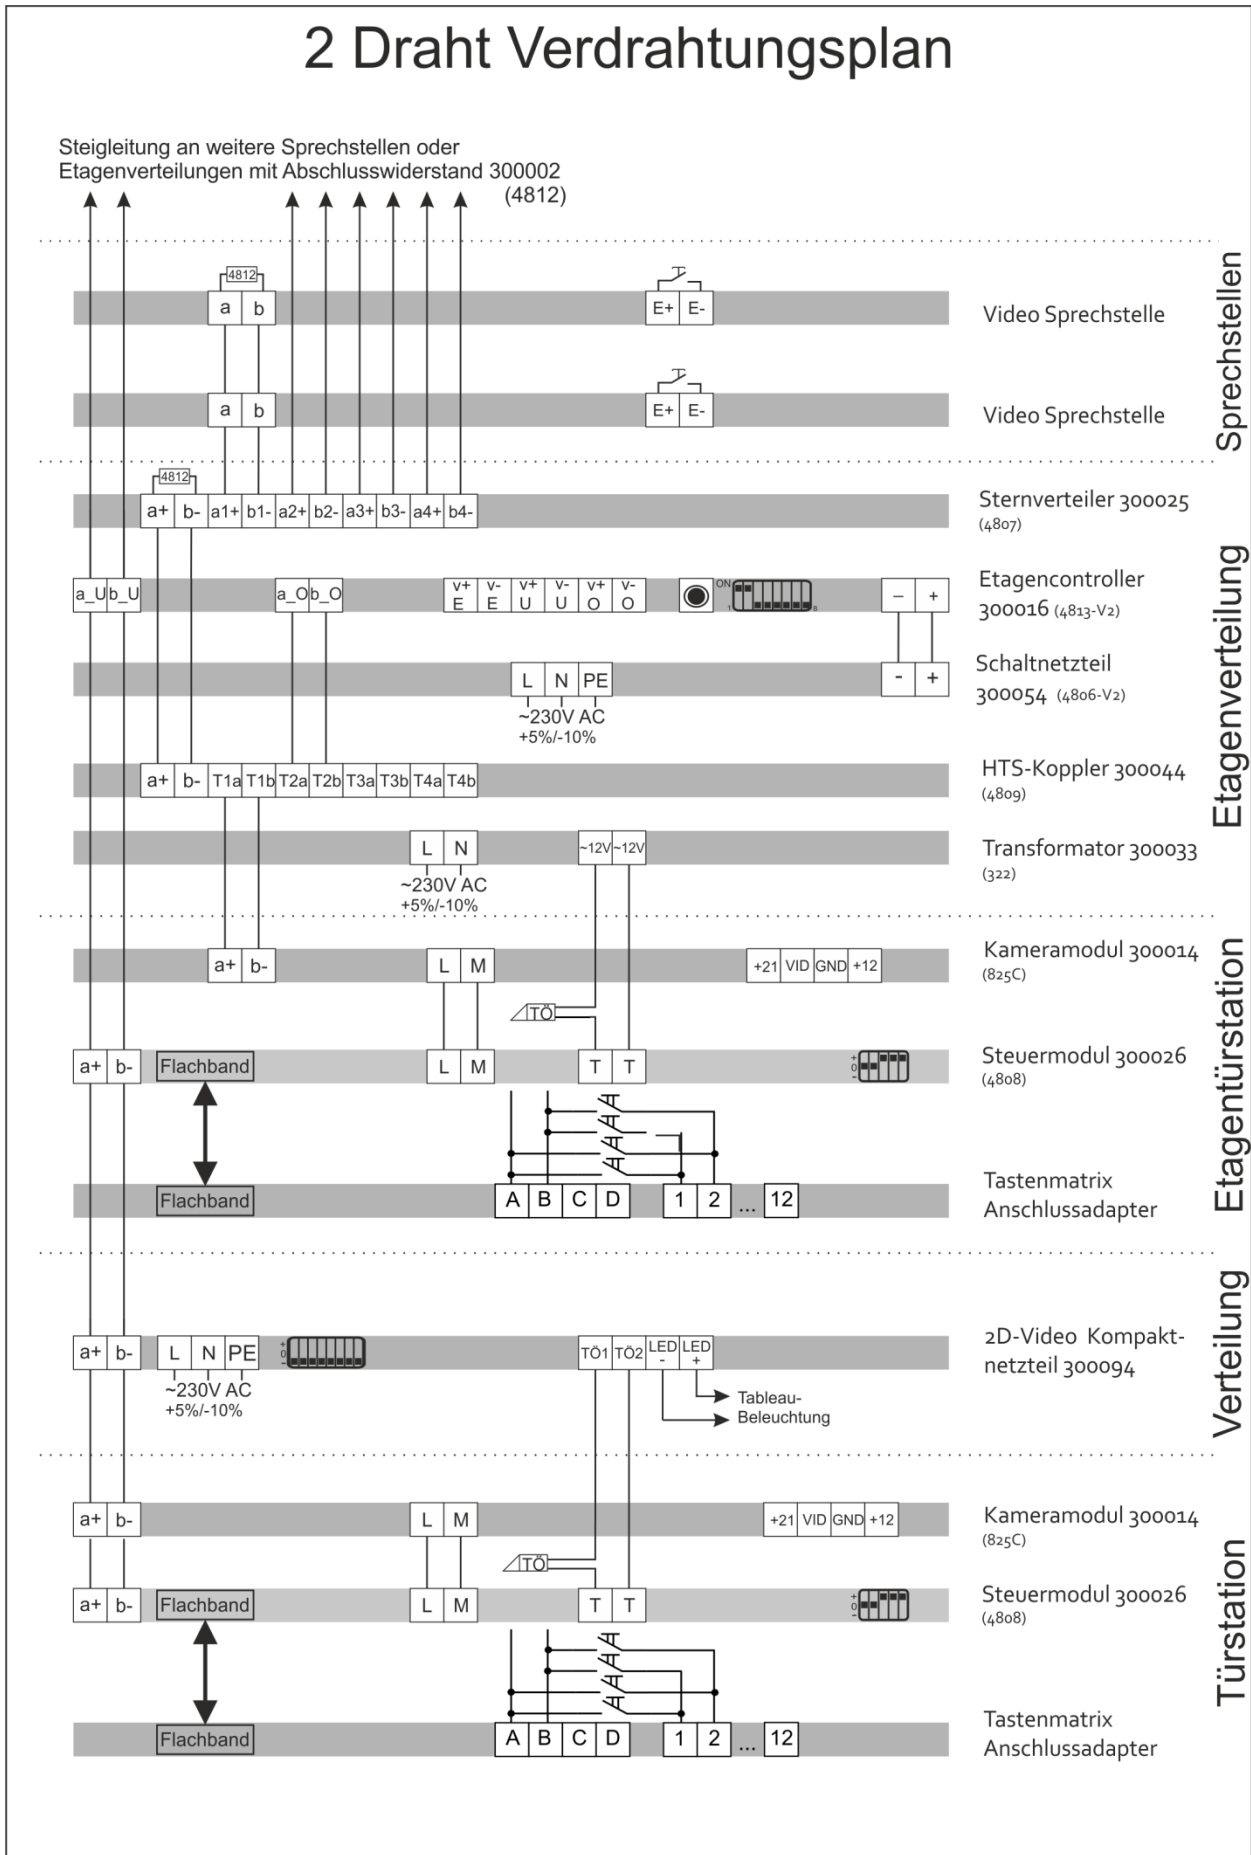 2 Draht Verdrahtungsplan
Steigleitung an weitere Sprechstellen oder
Etagenverteilungen mit Abschlusswiderstand 300002
(4812)
Sprechstellen
4812
a b E+ E- Video Sprechstelle
a b E+ E- Video Sprechstelle
Etagenverteilung
4812
a+ b- a1+ b1- a2+ b2- a3+ b3- a4+ b4- Sternverteiler 300025
(4807)
a_U b_U a_O b_O v+ E v- E v+ U v- U v+ O v- O ON 1 8 – + Etagencontroller
300016 (4813-V2)
L N PE - + Schaltnetzteil
300054 (4806-V2)
~230V AC
+5%/-10%
a+ b- T1a T1b T2a T2b T3a T3b T4a T4b HTS-Koppler 300044
(4809)
L N ~12V ~12V Transformator 300033
(322)
~230V AC
+5%/-10%
Etagentürstation
a+ b- L M +21 VID GND +12 Kameramodul 300014
(825C)
TÖ
a+ b- Flachband L M T T + 0 - Steuermodul 300026
(4808)
Flachband A B C D 1 2 ... 12 Tastenmatrix
Anschlussadapter
Verteilung
a+ b- L N PE + 0 - TÖ1 TÖ2 LED - LED + 2D-Video Kompakt-
netzteil 300094
~230V AC
+5%/-10%
Tableau-
Beleuchtung
Türstation
a+ b- L M +21 VID GND +12 Kameramodul 300014
(825C)
TÖ
a+ b- Flachband L M T T + 0 - Steuermodul 300026
(4808)
Flachband A B C D 1 2 ... 12 Tastenmatrix
Anschlussadapter